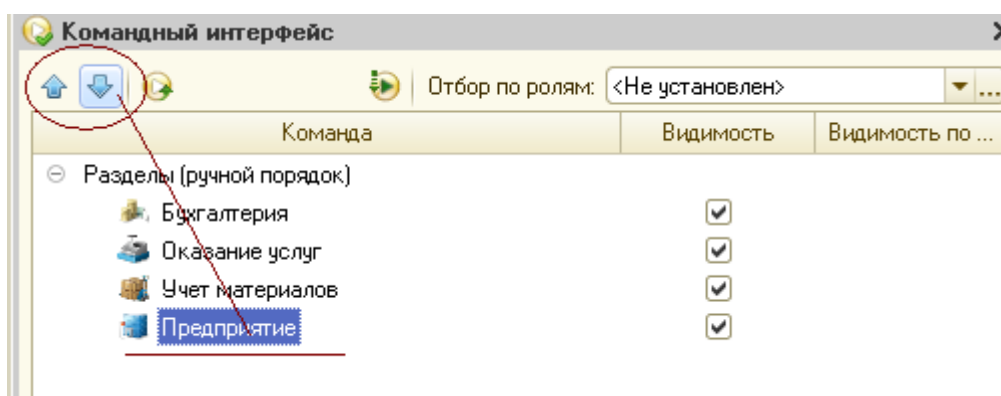 Командный интерфейс
Отбор по ролям: <Не установлен>
Команда Видимость Видимость по ...
Разделы (ручной порядок)
Бухгалтерия
Оказание услуг
Учет материалов
Предприятие